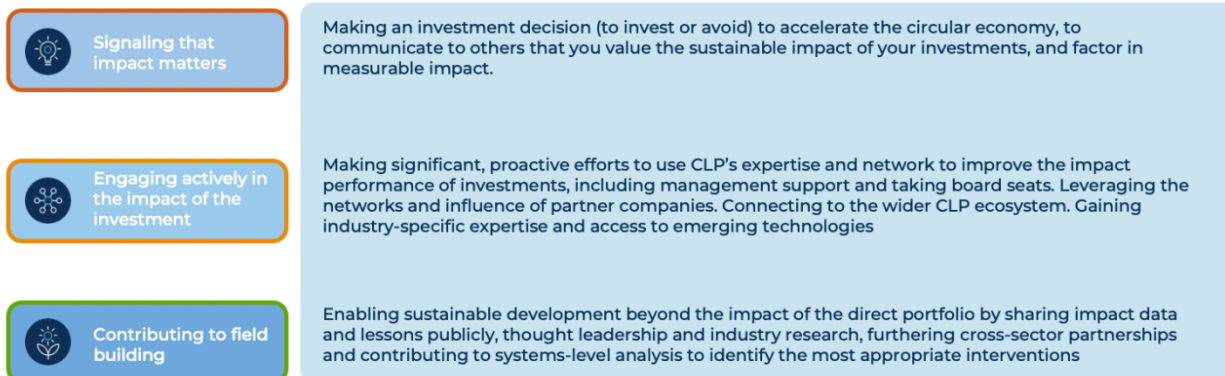 Signaling that
impact matters
Making an investment decision (to invest or avoid) to accelerate the circular economy, to
communicate to others that you value the sustainable impact of your investments, and factor in
measurable impact.
Engaging actively in
the impact of the
investment
Making significant, proactive efforts to use CLP's expertise and network to improve the impact
performance of investments, including management support and taking board seats. Leveraging the
networks and influence of partner companies. Connecting to the wider CLP ecosystem. Gaining
industry-specific expertise and access to emerging technologies
Contributing to field
building
Enabling sustainable development beyond the impact of the direct portfolio by sharing impact data
and lessons publicly, thought leadership and industry research, furthering cross-sector partnerships
and contributing to systems-level analysis to identify the most appropriate interventions